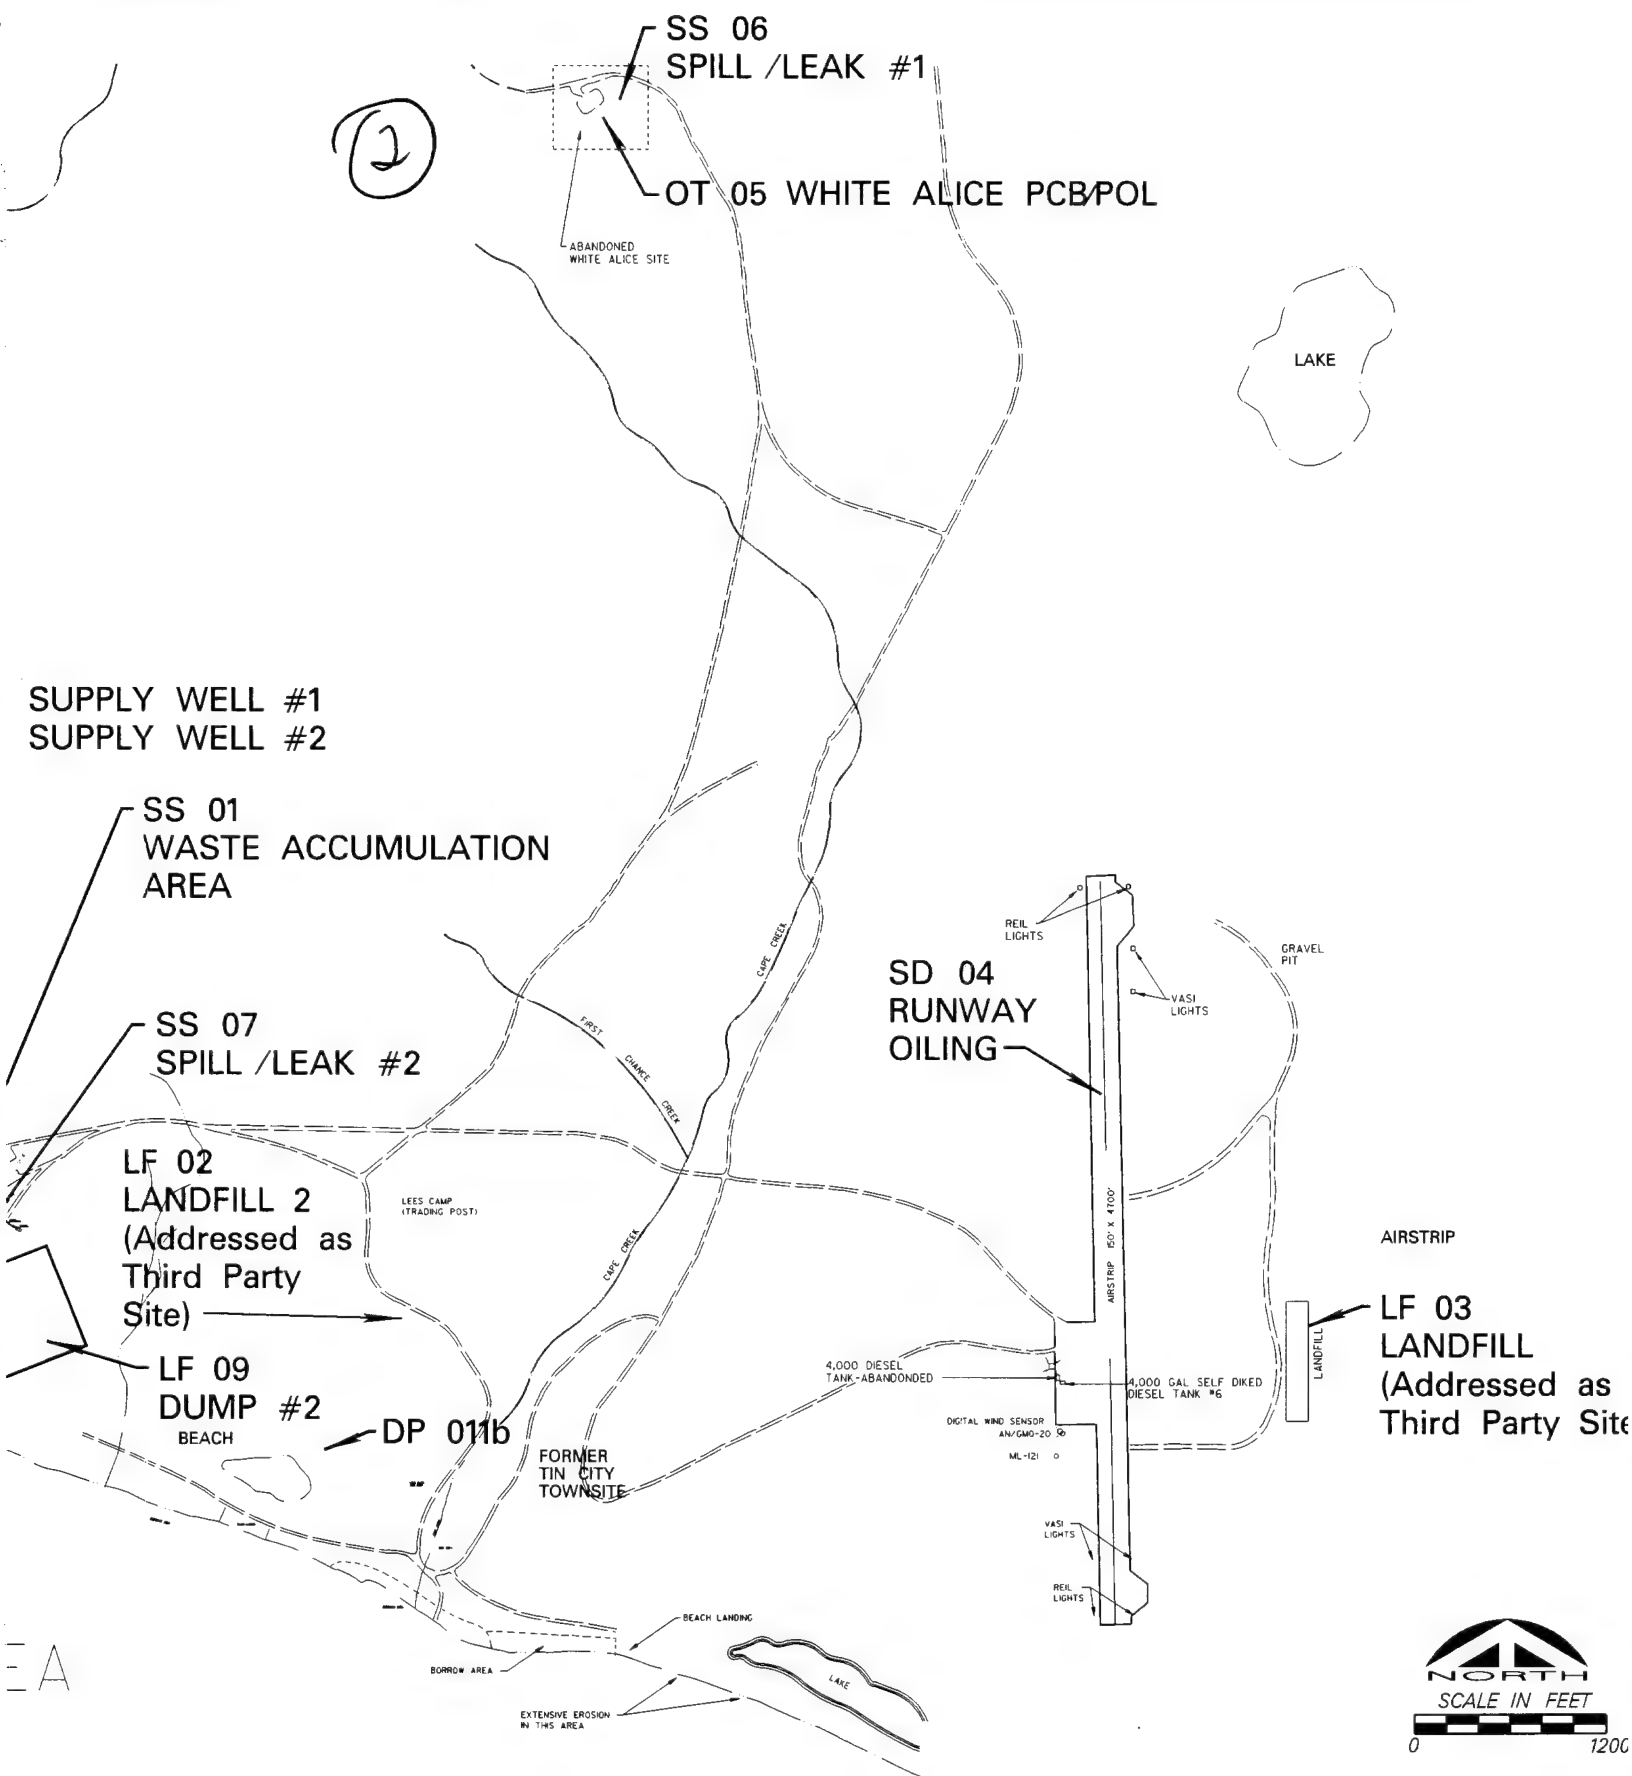 SS 06
SPILL /LEAK #1
2
OT 05 WHITE ALICE PCB/POL
ABANDONED
WHITE ALICE SITE
LAKE
SUPPLY WELL #1
SUPPLY WELL #2
SS 01
WASTE ACCUMULATION
AREA
CAPE CREEK
REIL
LIGHTS
GRAVEL
PIT
SD 04
RUNWAY
OILING
VASI
LIGHTS
SS 07
SPILL /LEAK #2
FIRST CHANCE CREEK
LF 02
LANDFILL 2
(Addressed as
Third Party
Site)
LEES CAMP
(TRADING POST)
CAPE CREEK
AIRSTRIP 150' X 4700'
AIRSTRIP
LF 03
LANDFILL
(Addressed as
Third Party Site
LANDFILL
LF 09
DUMP #2
4,000 DIESEL
TANK-ABANDONDED
4,000 GAL SELF DIKED
DIESEL TANK #6
BEACH
DP 011b
DIGITAL WIND SENSOR
AN/GMQ-20
ML-121
FORMER
TIN CITY
TOWNSITE
VASI
LIGHTS
REIL
LIGHTS
BEACH LANDING
BORROW AREA
EA
LAKE
EXTENSIVE EROSION
IN THIS AREA
NORTH
SCALE IN FEET
0 1200